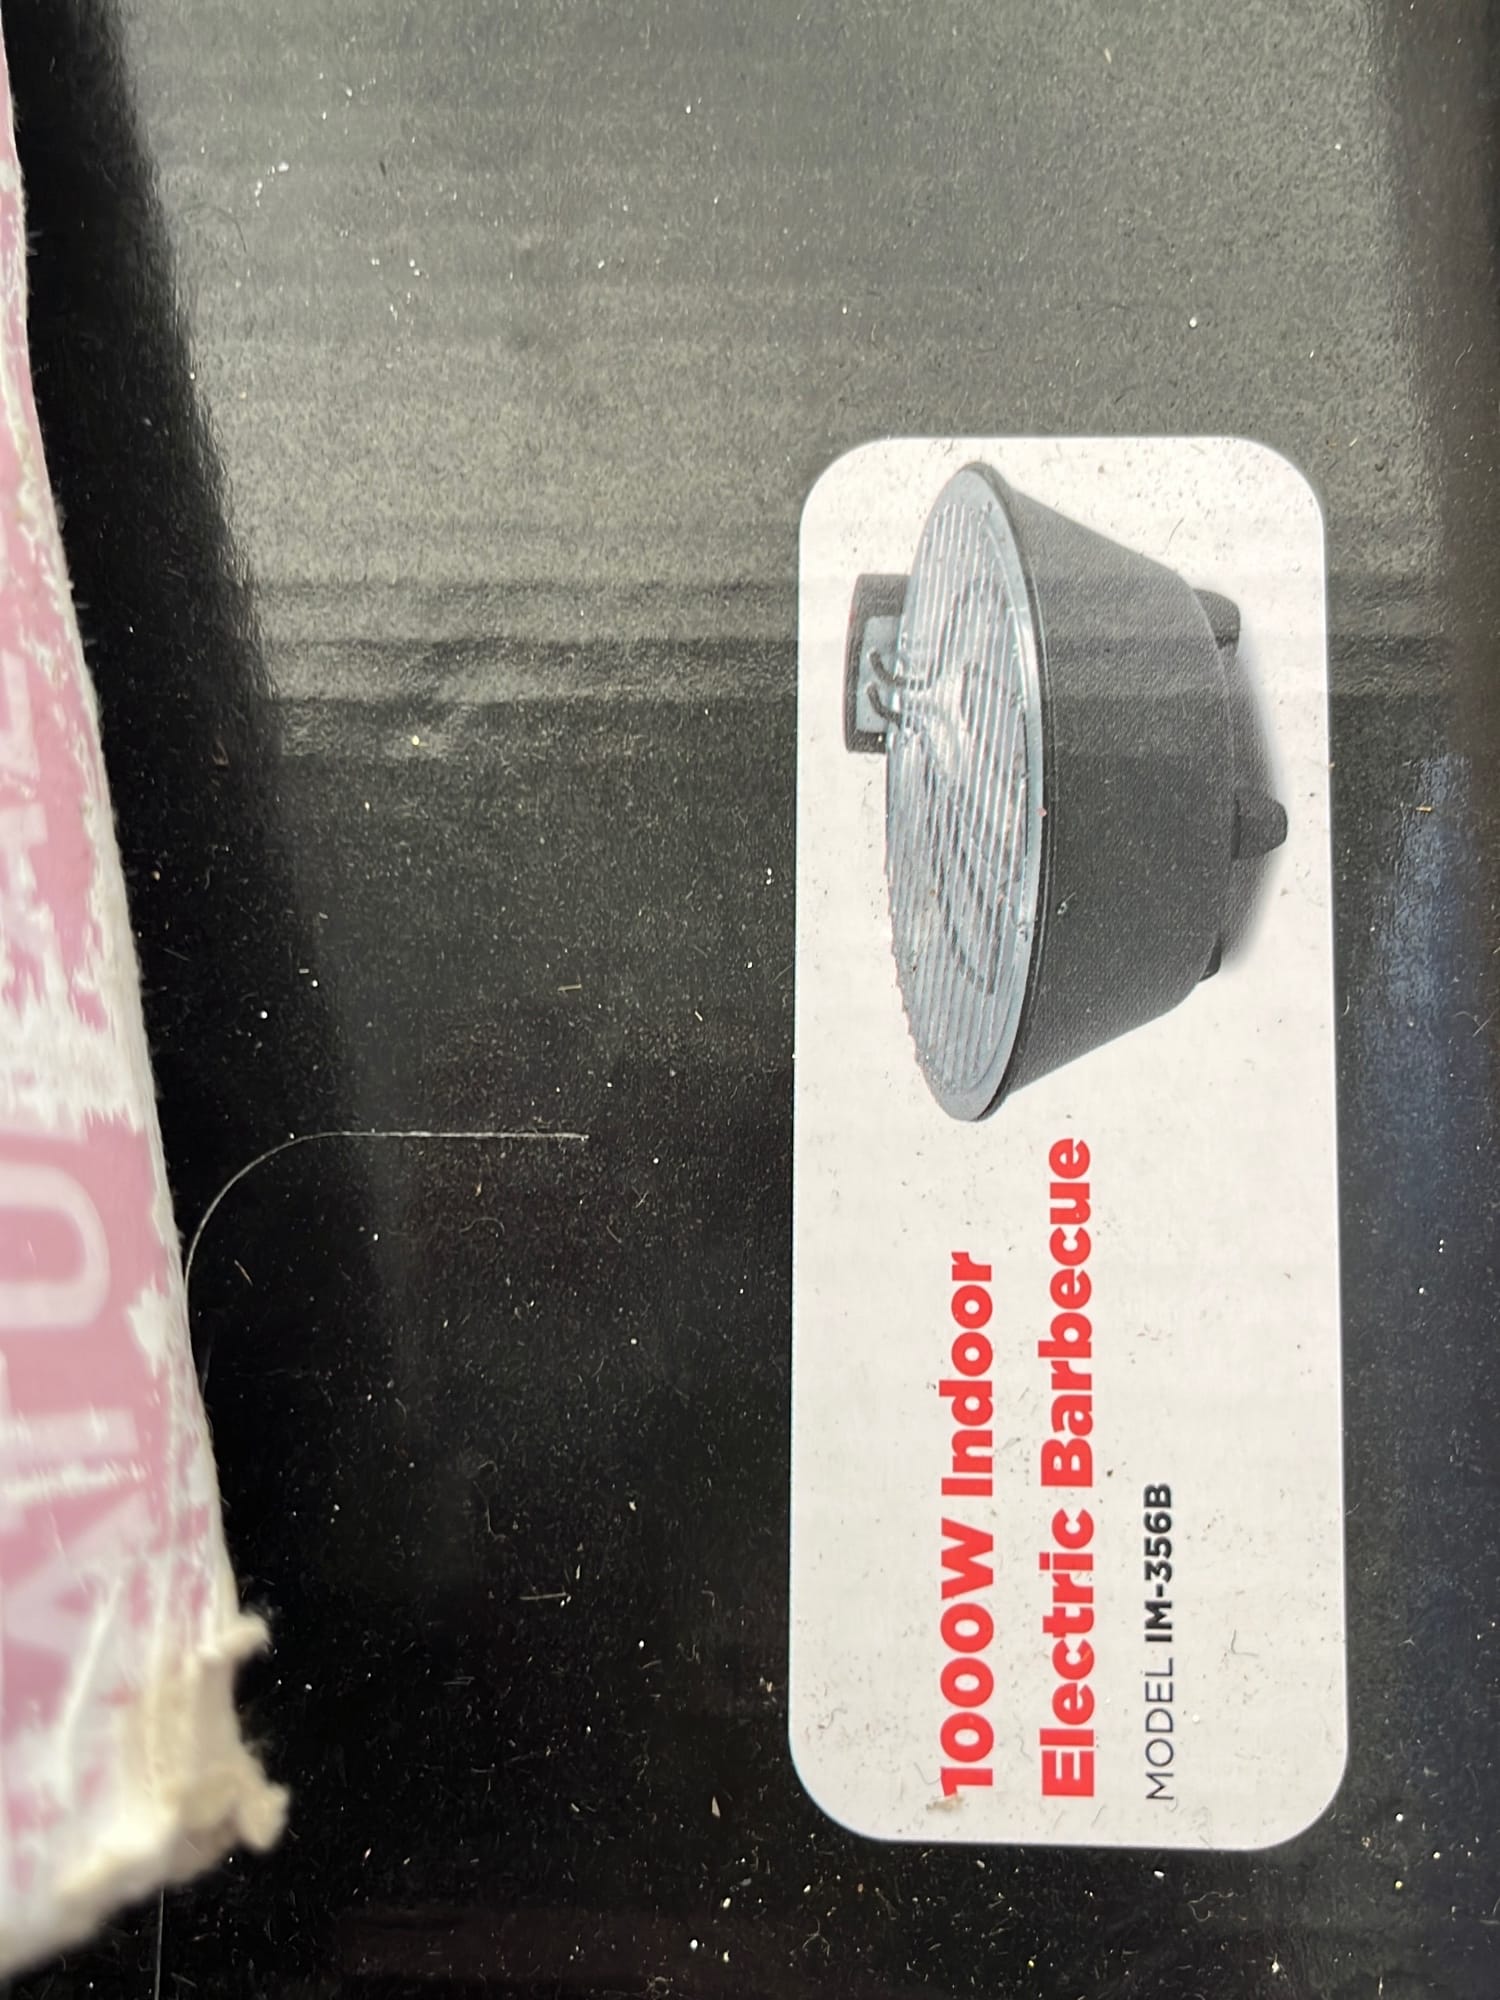 1000W Indoor
Electric Barbecue
MODEL IM-356B